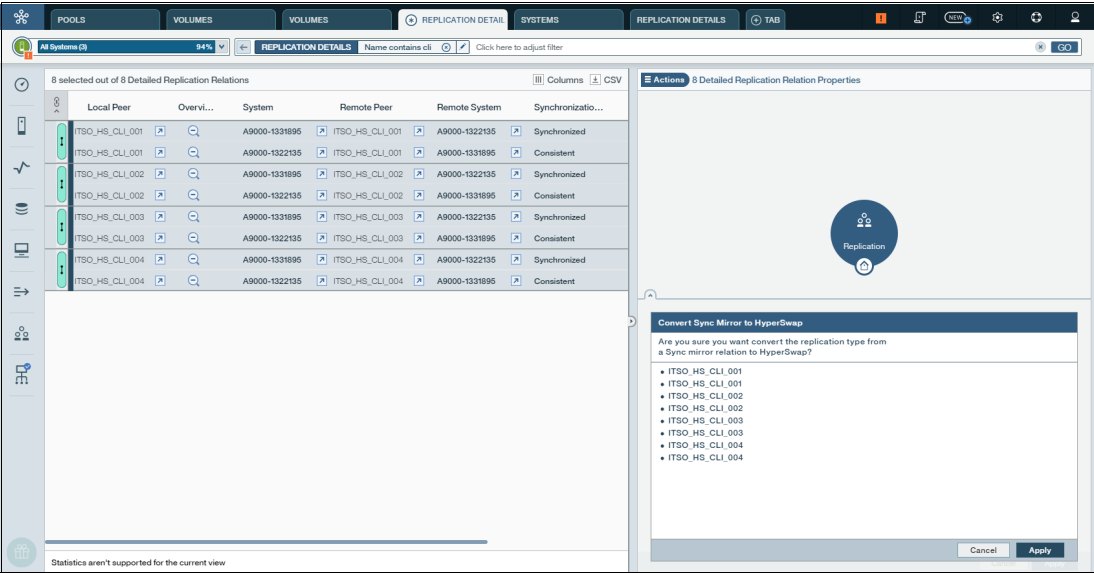 POOLS VOLUMES VOLUMES REPLICATION DETAIL SYSTEMS REPLICATION DETAILS TAB NEW
All Systems (3) 94% REPLICATION DETAILS Name contains cli Click here to adjust filter GO
8 selected out of 8 Detailed Replication Relations Columns CSV
Local Peer Overvi... System Remote Peer Remote System Synchronizatio...
ITSO_HS_CLI_001 A9000-1331895 ITSO_HS_CLI_001 A9000-1322135 Synchronized
ITSO_HS_CLI_001 A9000-1322135 ITSO_HS_CLI_001 A9000-1331895 Consistent
ITSO_HS_CLI_002 A9000-1331895 ITSO_HS_CLI_002 A9000-1322135 Synchronized
ITSO_HS_CLI_002 A9000-1322135 ITSO_HS_CLI_002 A9000-1331895 Consistent
ITSO_HS_CLI_003 A9000-1331895 ITSO_HS_CLI_003 A9000-1322135 Synchronized
ITSO_HS_CLI_003 A9000-1322135 ITSO_HS_CLI_003 A9000-1331895 Consistent
ITSO_HS_CLI_004 A9000-1331895 ITSO_HS_CLI_004 A9000-1322135 Synchronized
ITSO_HS_CLI_004 A9000-1322135 ITSO_HS_CLI_004 A9000-1331895 Consistent
Statistics aren't supported for the current view
Actions 8 Detailed Replication Relation Properties
Replication
Convert Sync Mirror to HyperSwap
Are you sure you want convert the replication type from
a Sync mirror relation to HyperSwap?
• ITSO_HS_CLI_001
• ITSO_HS_CLI_001
• ITSO_HS_CLI_002
• ITSO_HS_CLI_002
• ITSO_HS_CLI_003
• ITSO_HS_CLI_003
• ITSO_HS_CLI_004
• ITSO_HS_CLI_004
Cancel Apply